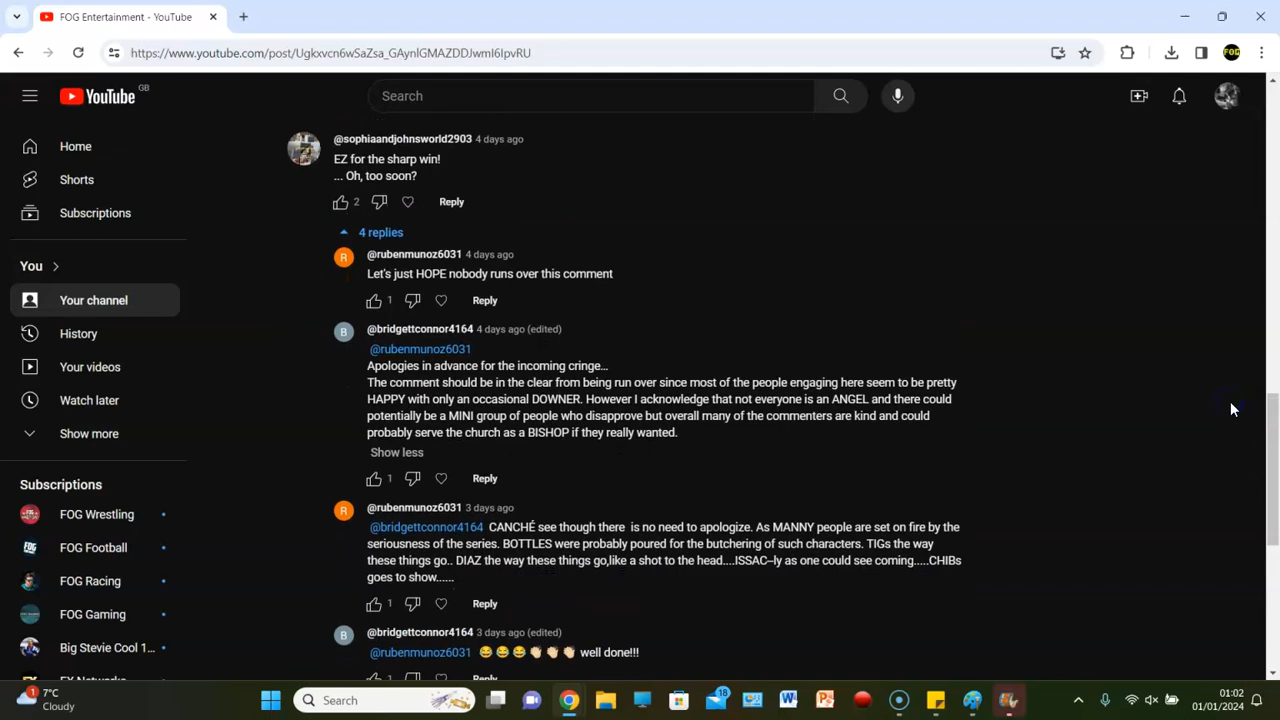 FOG Entertainment - YouTube
https://www.youtube.com/post/Ugkxvcn6wSaZsa_GAynlGMAZDDJwmI6IpvRU
FOG
YouTube GB
Search
Home
Shorts
Subscriptions
You
Your channel
History
Your videos
Watch later
Show more
Subscriptions
FOG Wrestling
FOG Football
FOG Racing
FOG Gaming
Big Stevie Cool 1...
FX Networks
@sophiaandjohnsworld2903 4 days ago
EZ for the sharp win!
... Oh, too soon?
2 Reply
4 replies
R
@rubenmunoz6031 4 days ago
Let's just HOPE nobody runs over this comment
1 Reply
B
@bridgettconnor4164 4 days ago (edited)
@rubenmunoz6031
Apologies in advance for the incoming cringe...
The comment should be in the clear from being run over since most of the people engaging here seem to be pretty
HAPPY with only an occasional DOWNER. However I acknowledge that not everyone is an ANGEL and there could
potentially be a MINI group of people who disapprove but overall many of the commenters are kind and could
probably serve the church as a BISHOP if they really wanted.
Show less
1 Reply
R
@rubenmunoz6031 3 days ago
@bridgettconnor4164 CANCHÉ see though there is no need to apologize. As MANNY people are set on fire by the
seriousness of the series. BOTTLES were probably poured for the butchering of such characters. TIGs the way
these things go.. DIAZ the way these things go,like a shot to the head....ISSAC--ly as one could see coming.....CHIBs
goes to show......
1 Reply
B
@bridgettconnor4164 3 days ago (edited)
@rubenmunoz6031 😂😂😂👏🏻👏🏻👏🏻 well done!!!
1 Reply
1
7°C
Cloudy
Search
18
01:02
01/01/2024